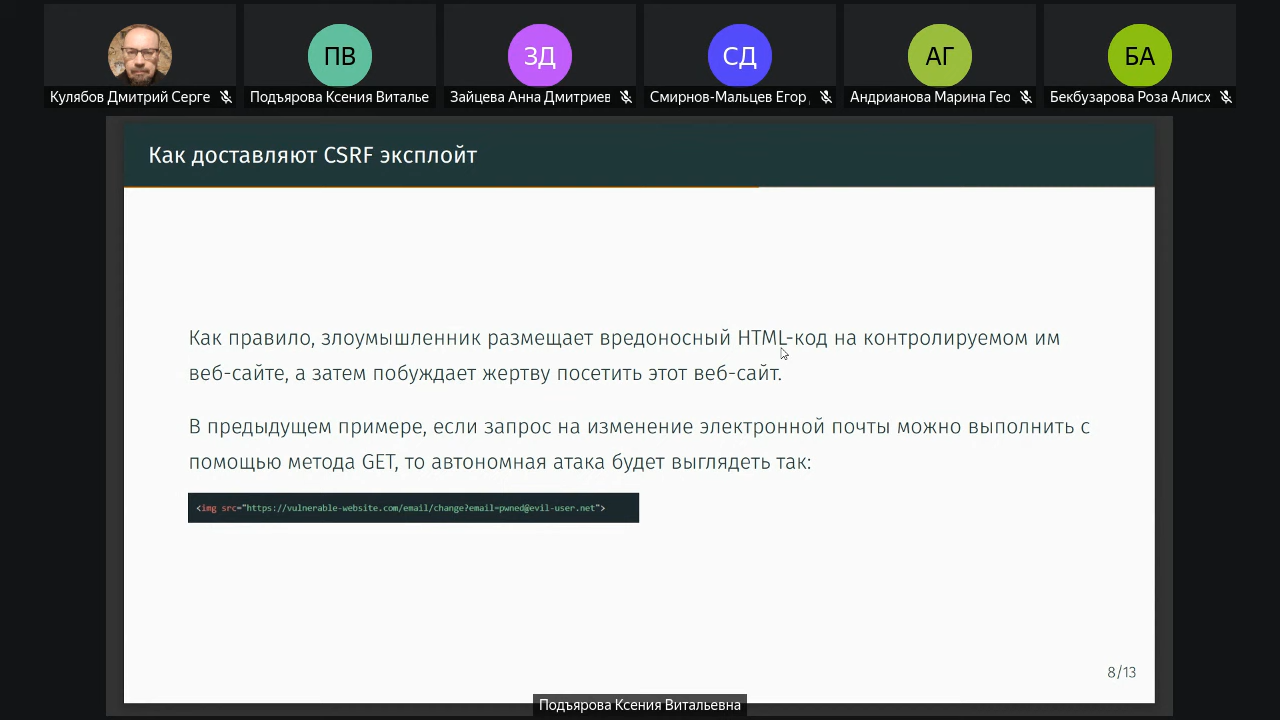 ПВ
ЗД
СД
АГ
БА
Кулябов Дмитрий Серге
Подъярова Ксения Виталье
Зайцева Анна Дмитриев
Смирнов-Мальцев Егор
Андрианова Марина Гео
Бекбузарова Роза Алисх
Как доставляют CSRF эксплойт
Как правило, злоумышленник размещает вредоносный HTML-код на контролируемом им
веб-сайте, а затем побуждает жертву посетить этот веб-сайт.
В предыдущем примере, если запрос на изменение электронной почты можно выполнить с
помощью метода GET, то автономная атака будет выглядеть так:
<img src="https://vulnerable-website.com/email/change?email=pwned@evil-user.net">
8/13
Подъярова Ксения Витальевна